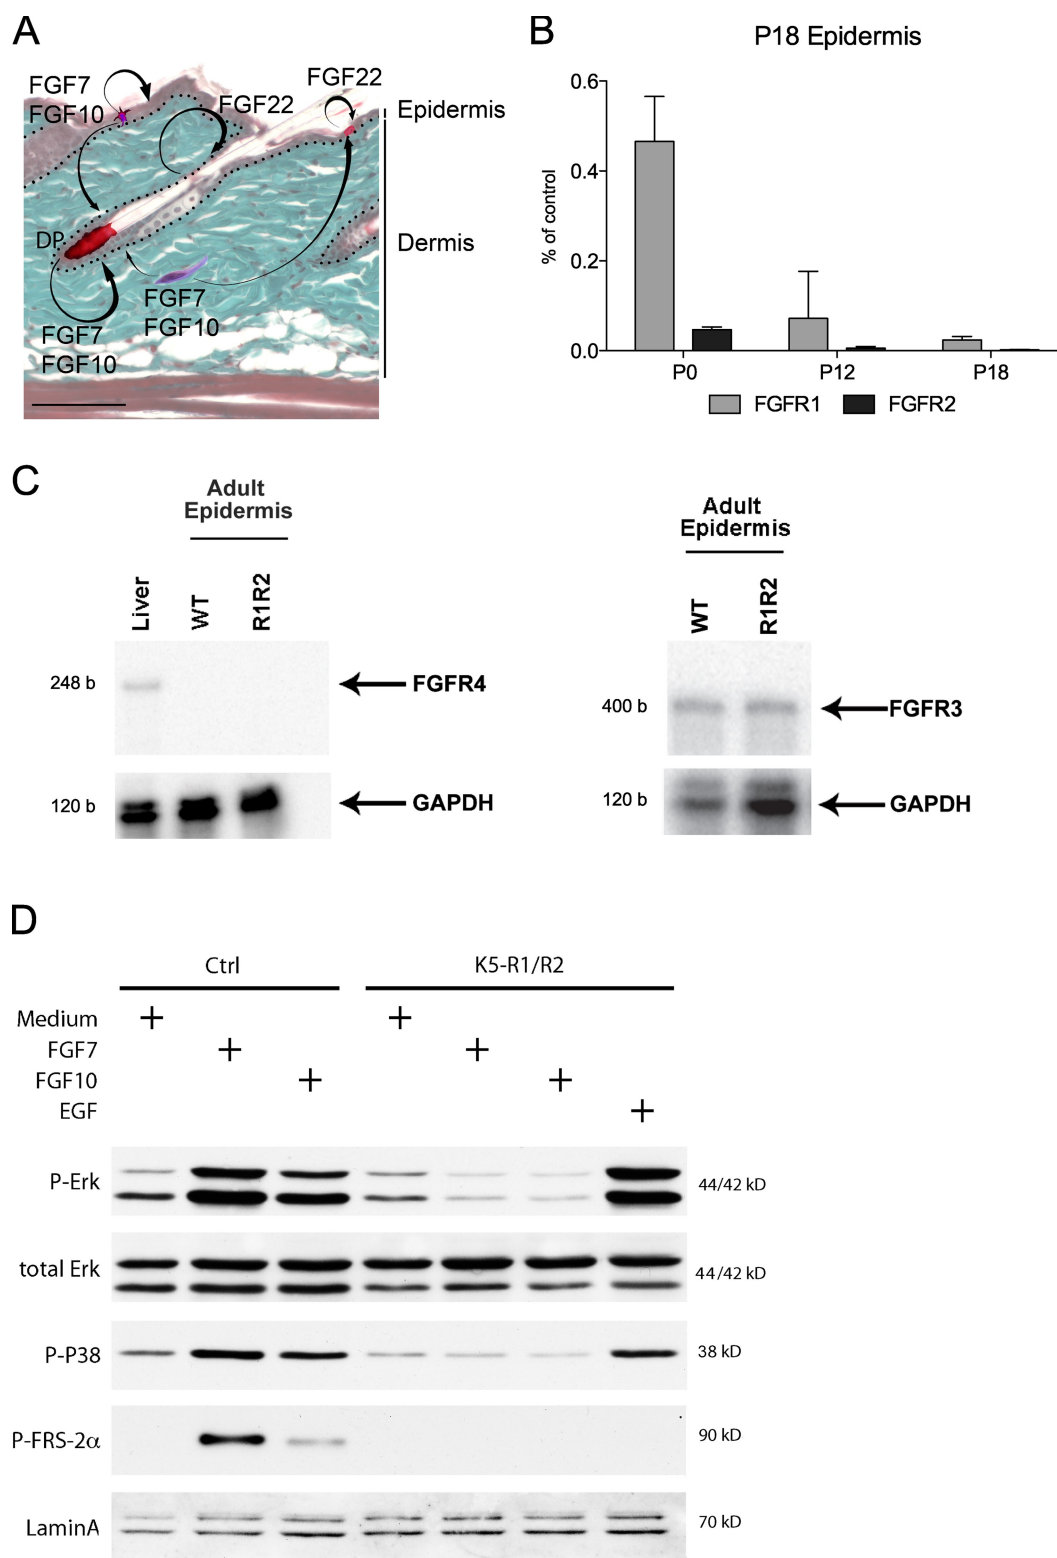 A
FGF7
FGF10
FGF22
FGF22
Epidermis
Dermis
DP
FGF7
FGF10
FGF7
FGF10
B
P18 Epidermis
% of control
0.6
0.4
0.2
0.0
P0 P12 P18
FGFR1 FGFR2
C
Adult
Epidermis
Liver WT R1R2
248 b FGFR4
120 b GAPDH
Adult
Epidermis
WT R1R2
400 b FGFR3
120 b GAPDH
D
Ctrl K5-R1/R2
Medium + +
FGF7 + +
FGF10 + +
EGF +
P-Erk 44/42 kD
total Erk 44/42 kD
P-P38 38 kD
P-FRS-2α 90 kD
LaminA 70 kD